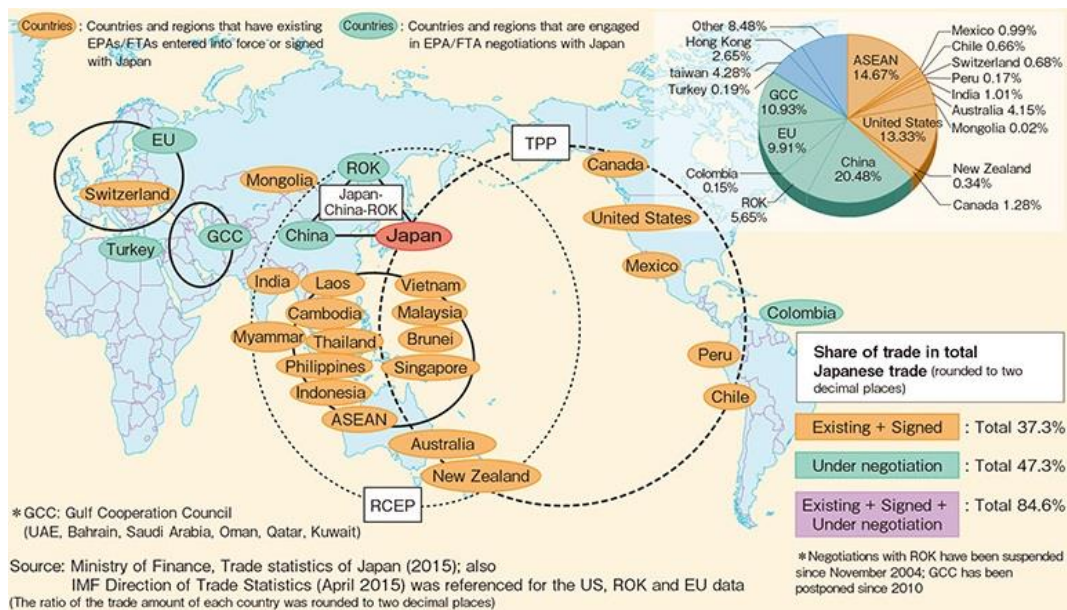 Countries : Countries and regions that have existing
EPAs/FTAs entered into force or signed
with Japan
Countries : Countries and regions that are engaged
in EPA/FTA negotiations with Japan
Other 8.48%
Hong Kong
2.65%
taiwan 4.28%
Turkey 0.19%
GCC
10.93%
EU
9.91%
Colombia
0.15%
ROK
5.65%
China
20.48%
ASEAN
14.67%
United States
13.33%
Mexico 0.99%
Chile 0.66%
Switzerland 0.68%
Peru 0.17%
India 1.01%
Australia 4.15%
Mongolia 0.02%
New Zealand
0.34%
Canada 1.28%
EU
Switzerland
Turkey
GCC
Mongolia
ROK
Japan-
China-ROK
China
Japan
TPP
Canada
United States
Mexico
Colombia
Peru
Chile
India
Laos
Vietnam
Cambodia
Malaysia
Myammar
Thailand
Brunei
Philippines
Singapore
Indonesia
ASEAN
Australia
New Zealand
RCEP
Share of trade in total
Japanese trade (rounded to two
decimal places)
Existing + Signed : Total 37.3%
Under negotiation : Total 47.3%
Existing + Signed +
Under negotiation : Total 84.6%
*Negotiations with ROK have been suspended
since November 2004; GCC has been
postponed since 2010
*GCC: Gulf Cooperation Council
(UAE, Bahrain, Saudi Arabia, Oman, Qatar, Kuwait)
Source: Ministry of Finance, Trade statistics of Japan (2015); also
IMF Direction of Trade Statistics (April 2015) was referenced for the US, ROK and EU data
(The ratio of the trade amount of each country was rounded to two decimal places)